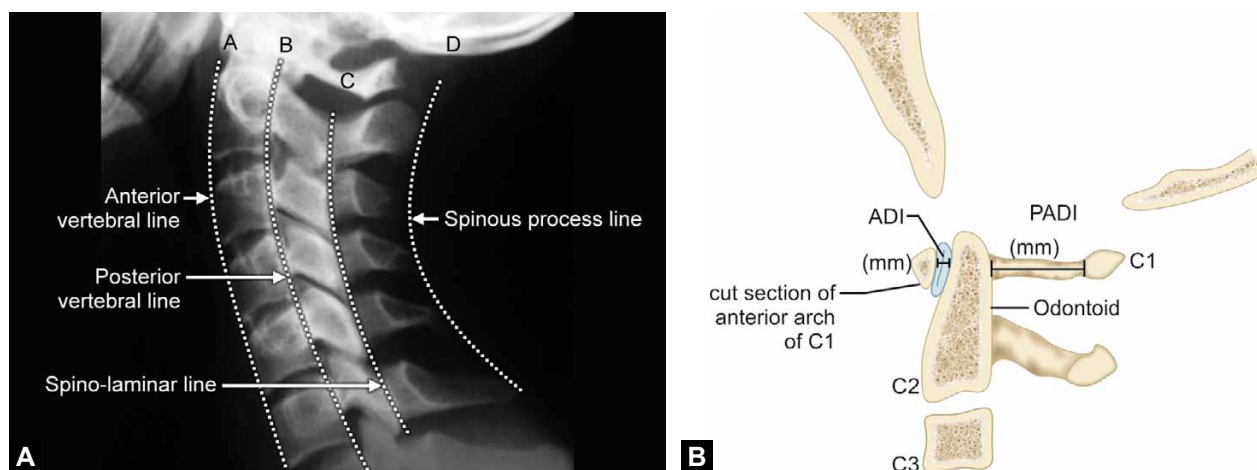 A
B
C
D
Anterior
vertebral line
Posterior
vertebral line
Spino-laminar line
Spinous process line
A
ADI
PADI
(mm)
(mm)
C1
cut section of
anterior arch
of C1
Odontoid
C2
C3
B